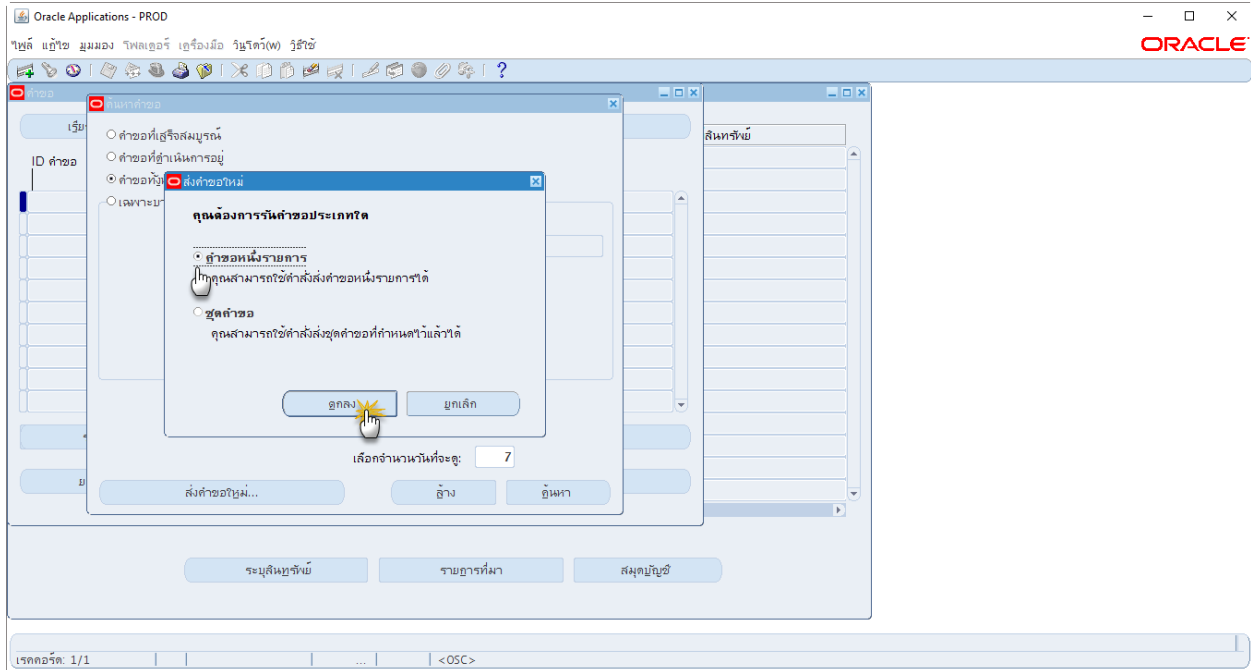 Oracle Applications - PROD
ไฟล์ แก้ไข มุมมอง โฟลเดอร์ เครื่องมือ วินโดว์(W) วิธีใช้
ORACLE
คำขอ
ค้นหาคำขอ
เรีย
คำขอที่เสร็จสมบูรณ์
สินทรัพย์
ID คำขอ
คำขอที่ดำเนินการอยู่
คำขอทั้ง
ส่งคำขอใหม่
เฉพาะ
คุณต้องการรันคำขอประเภทใด
คำขอหนึ่งรายการ
คุณสามารถใช้คำสั่งส่งคำขอหนึ่งรายการได้
ชุดคำขอ
คุณสามารถใช้คำสั่งส่งชุดคำขอที่กำหนดไว้แล้วได้
ตกลง
ยกเลิก
เลือกจำนวนวันที่จะดู: 7
ส่งคำขอใหม่...
ล้าง
ค้นหา
ระบุสินทรัพย์
รายการที่มา
สมุดบัญชี
เรคคอร์ด: 1/1
...
<OSC>